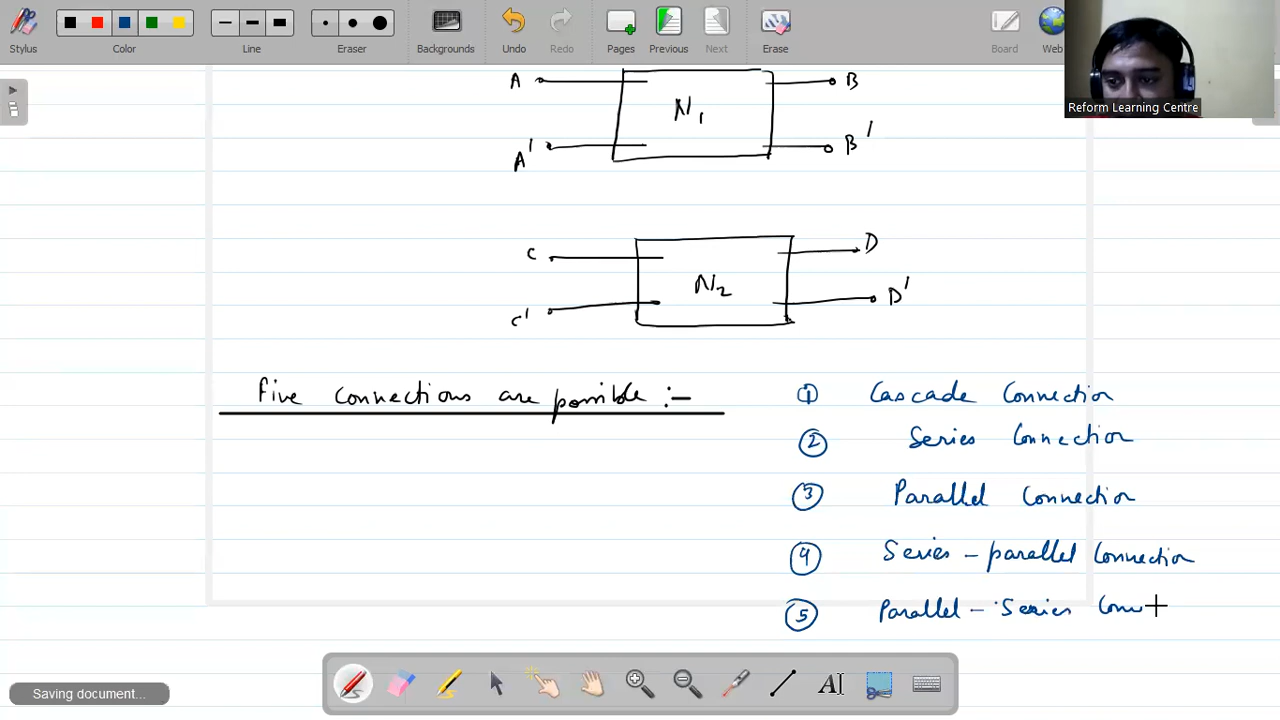 Stylus Color Line Eraser Backgrounds Undo Redo Pages Previous Next Erase Board Web
Reform Learning Centre
A N1 B
A' B'
C N2 D
C' D'
Five connections are possible :-
① Cascade Connection
② Series Connection
③ Parallel Connection
④ Series - parallel Connection
⑤ Parallel - Series Conn
Saving document...